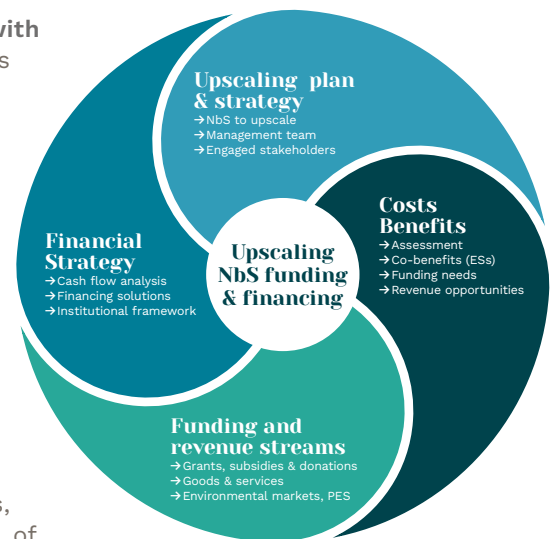 with
s
Upscaling plan
& strategy
→NbS to upscale
→Management team
→Engaged stakeholders
Costs
Benefits
→Assessment
→Co-benefits (ESs)
→Funding needs
→Revenue opportunities
Financial
Strategy
→Cash flow analysis
→Financing solutions
→Institutional framework
Upscaling
NbS funding
& financing
Funding and
revenue streams
→Grants, subsidies & donations
→Goods & services
→Environmental markets, PES
s,
of